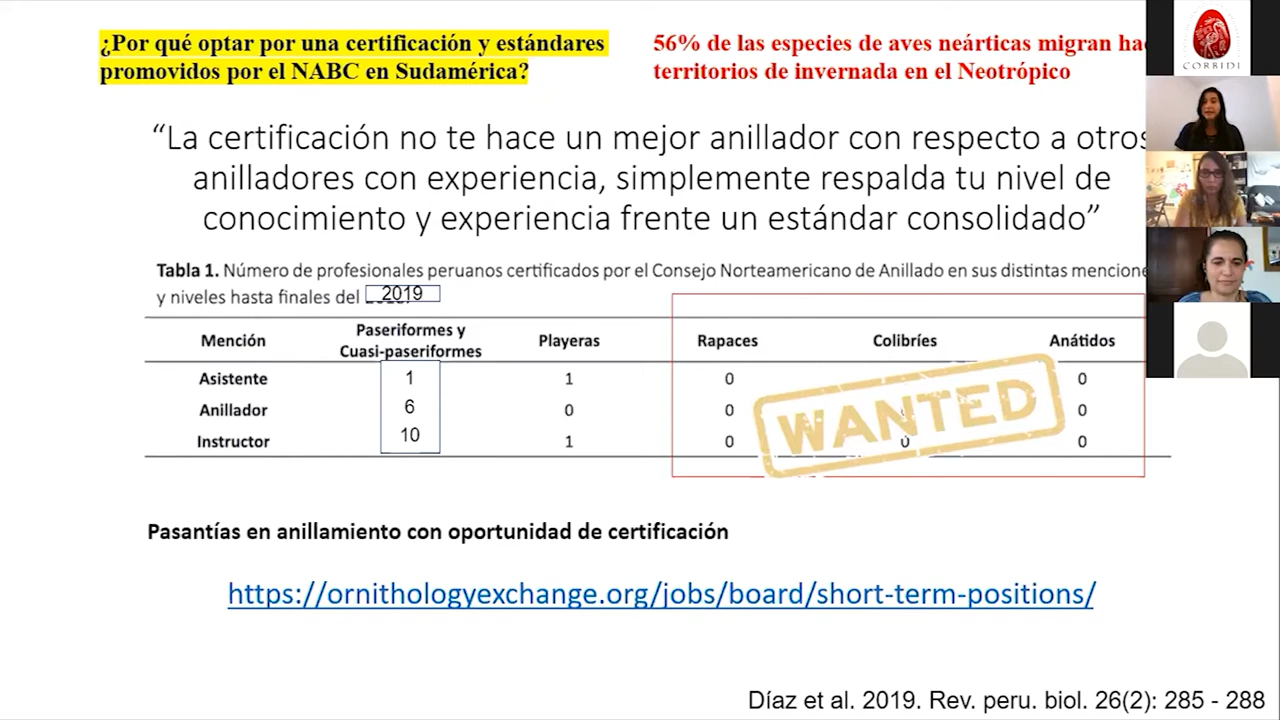 ¿Por qué optar por una certificación y estándares
promovidos por el NABC en Sudamérica?
56% de las especies de aves neárticas migran
territorios de invernada en el Neotrópico
CORBIDI
“La certificación no te hace un mejor anillador con respecto a otros
anilladores con experiencia, simplemente respalda tu nivel de
conocimiento y experiencia frente un estándar consolidado”
Tabla 1. Número de profesionales peruanos certificados por el Consejo Norteamericano de Anillado en sus distintas
y niveles hasta finales del 2019
Mención Paseriformes y Cuasi-paseriformes Playeras Rapaces Colibríes Anátidos
Asistente 1 1 0 0
Anillador 6 0 0 0
Instructor 10 1 0 0 0
WANTED
Pasantías en anillamiento con oportunidad de certificación
https://ornithologyexchange.org/jobs/board/short-term-positions/
Díaz et al. 2019. Rev. peru. biol. 26(2): 285 - 288